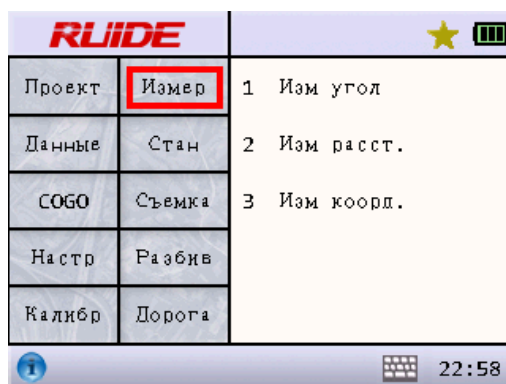 RUIDE
Проект Измер 1 Изм угол
Данные Стан 2 Изм расст.
COGO Съемка 3 Изм коорд.
Настр Разбив
Калибр Дорога
22:58